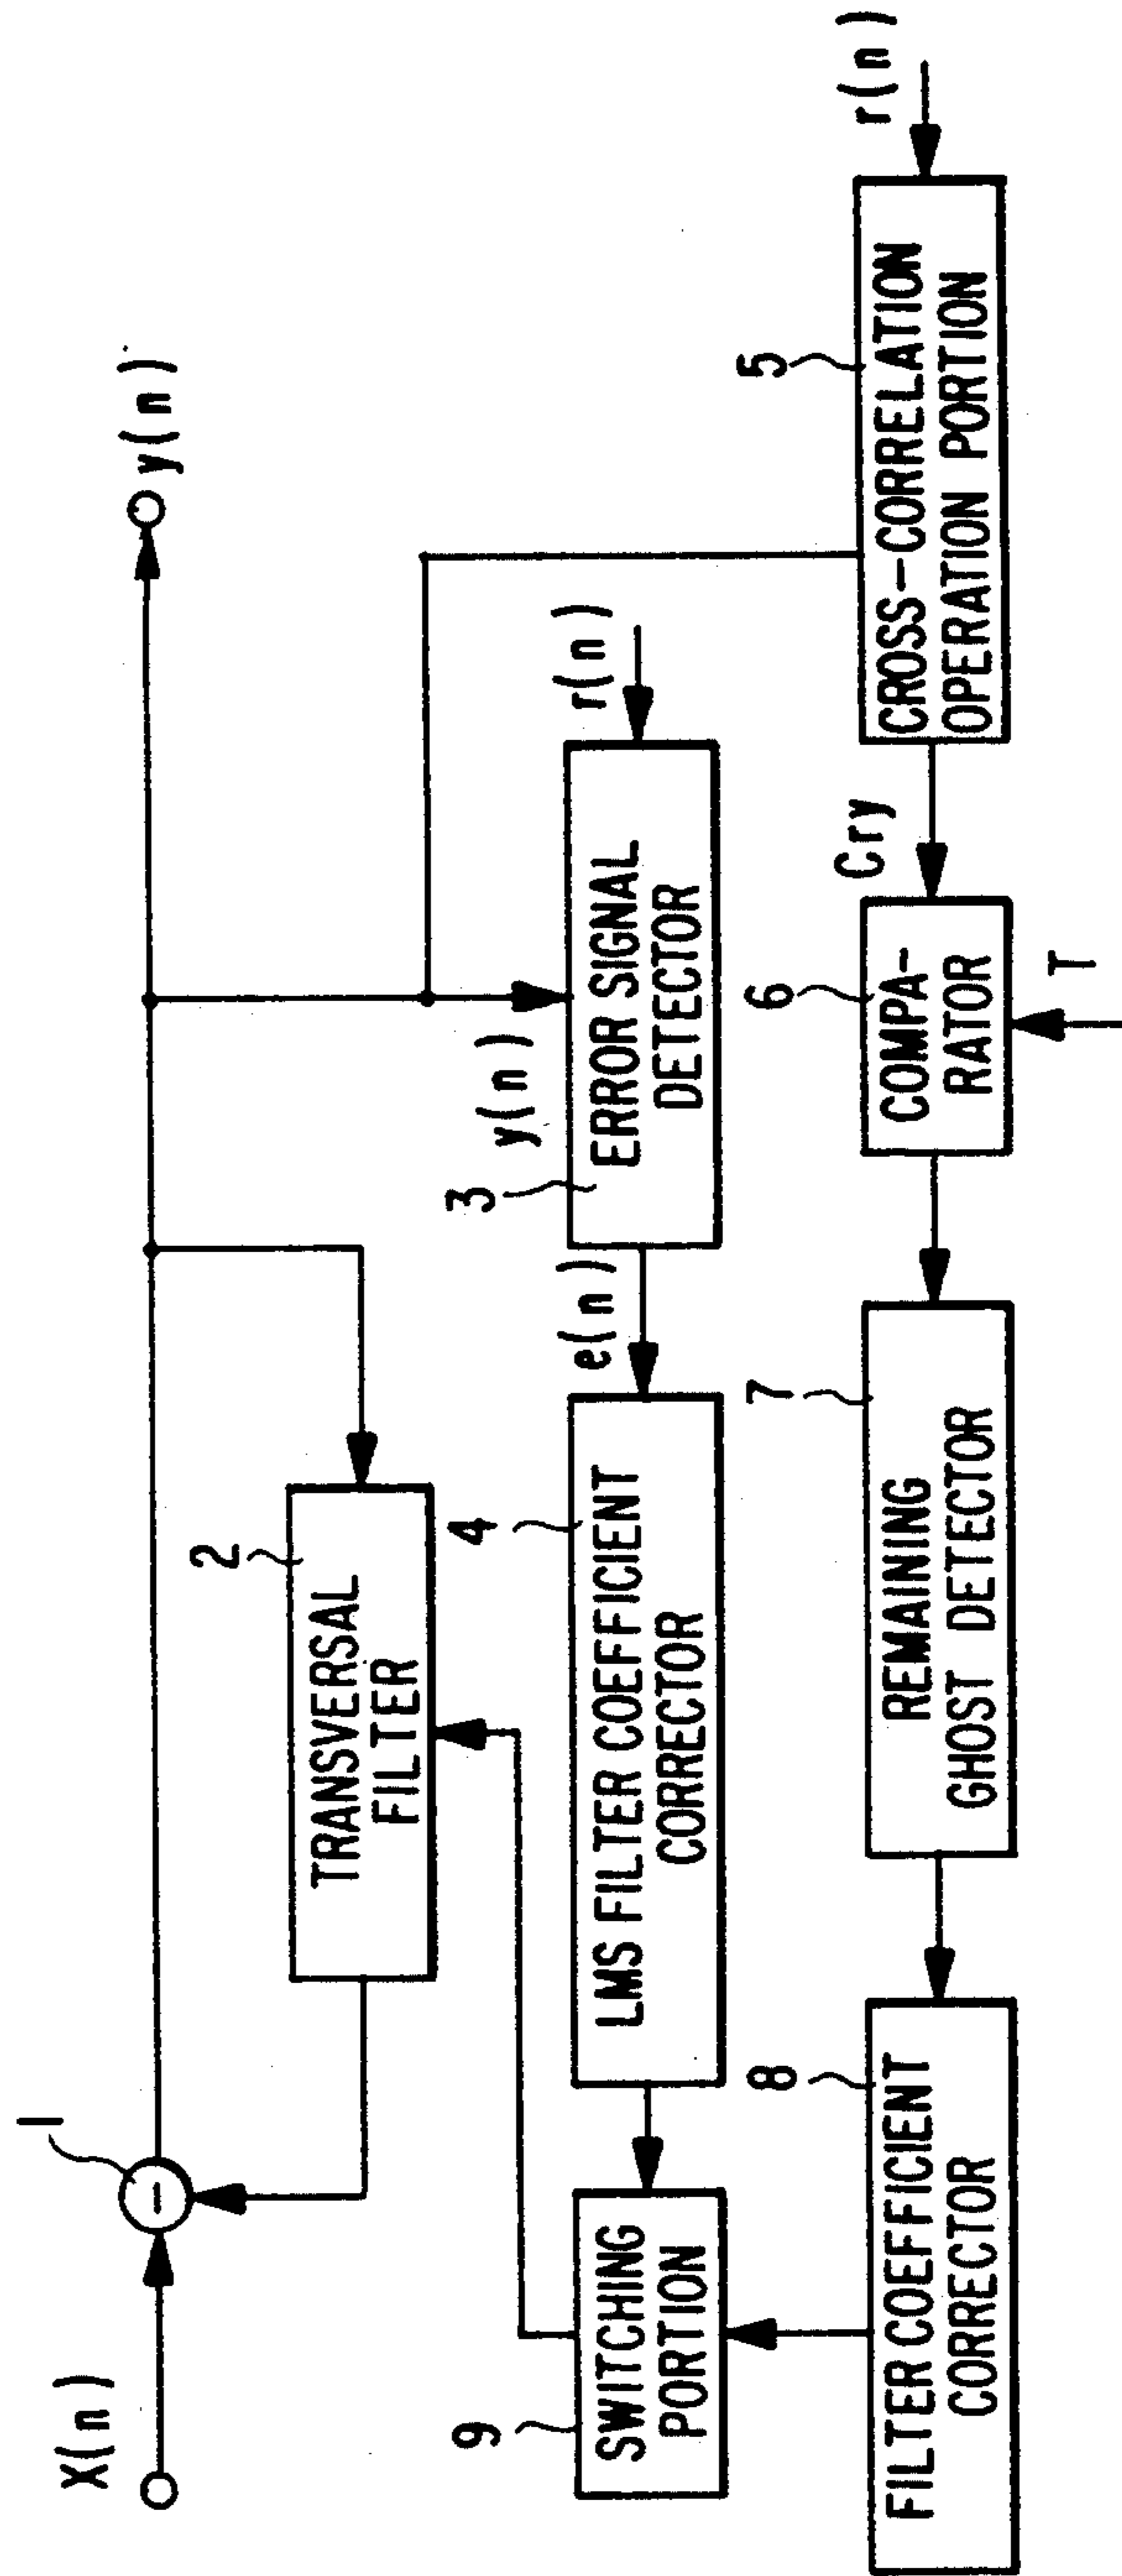 X(n)
1
y(n)
2
TRANSVERSAL
FILTER
y(n)
r(n)
9
SWITCHING
PORTION
4
LMS FILTER COEFFICIENT
CORRECTOR
e(n)
3
ERROR SIGNAL
DETECTOR
8
FILTER COEFFICIENT
CORRECTOR
7
REMAINING
GHOST DETECTOR
6
COMPA-
RATOR
T
Cry
5
CROSS-CORRELATION
OPERATION PORTION
r(n)